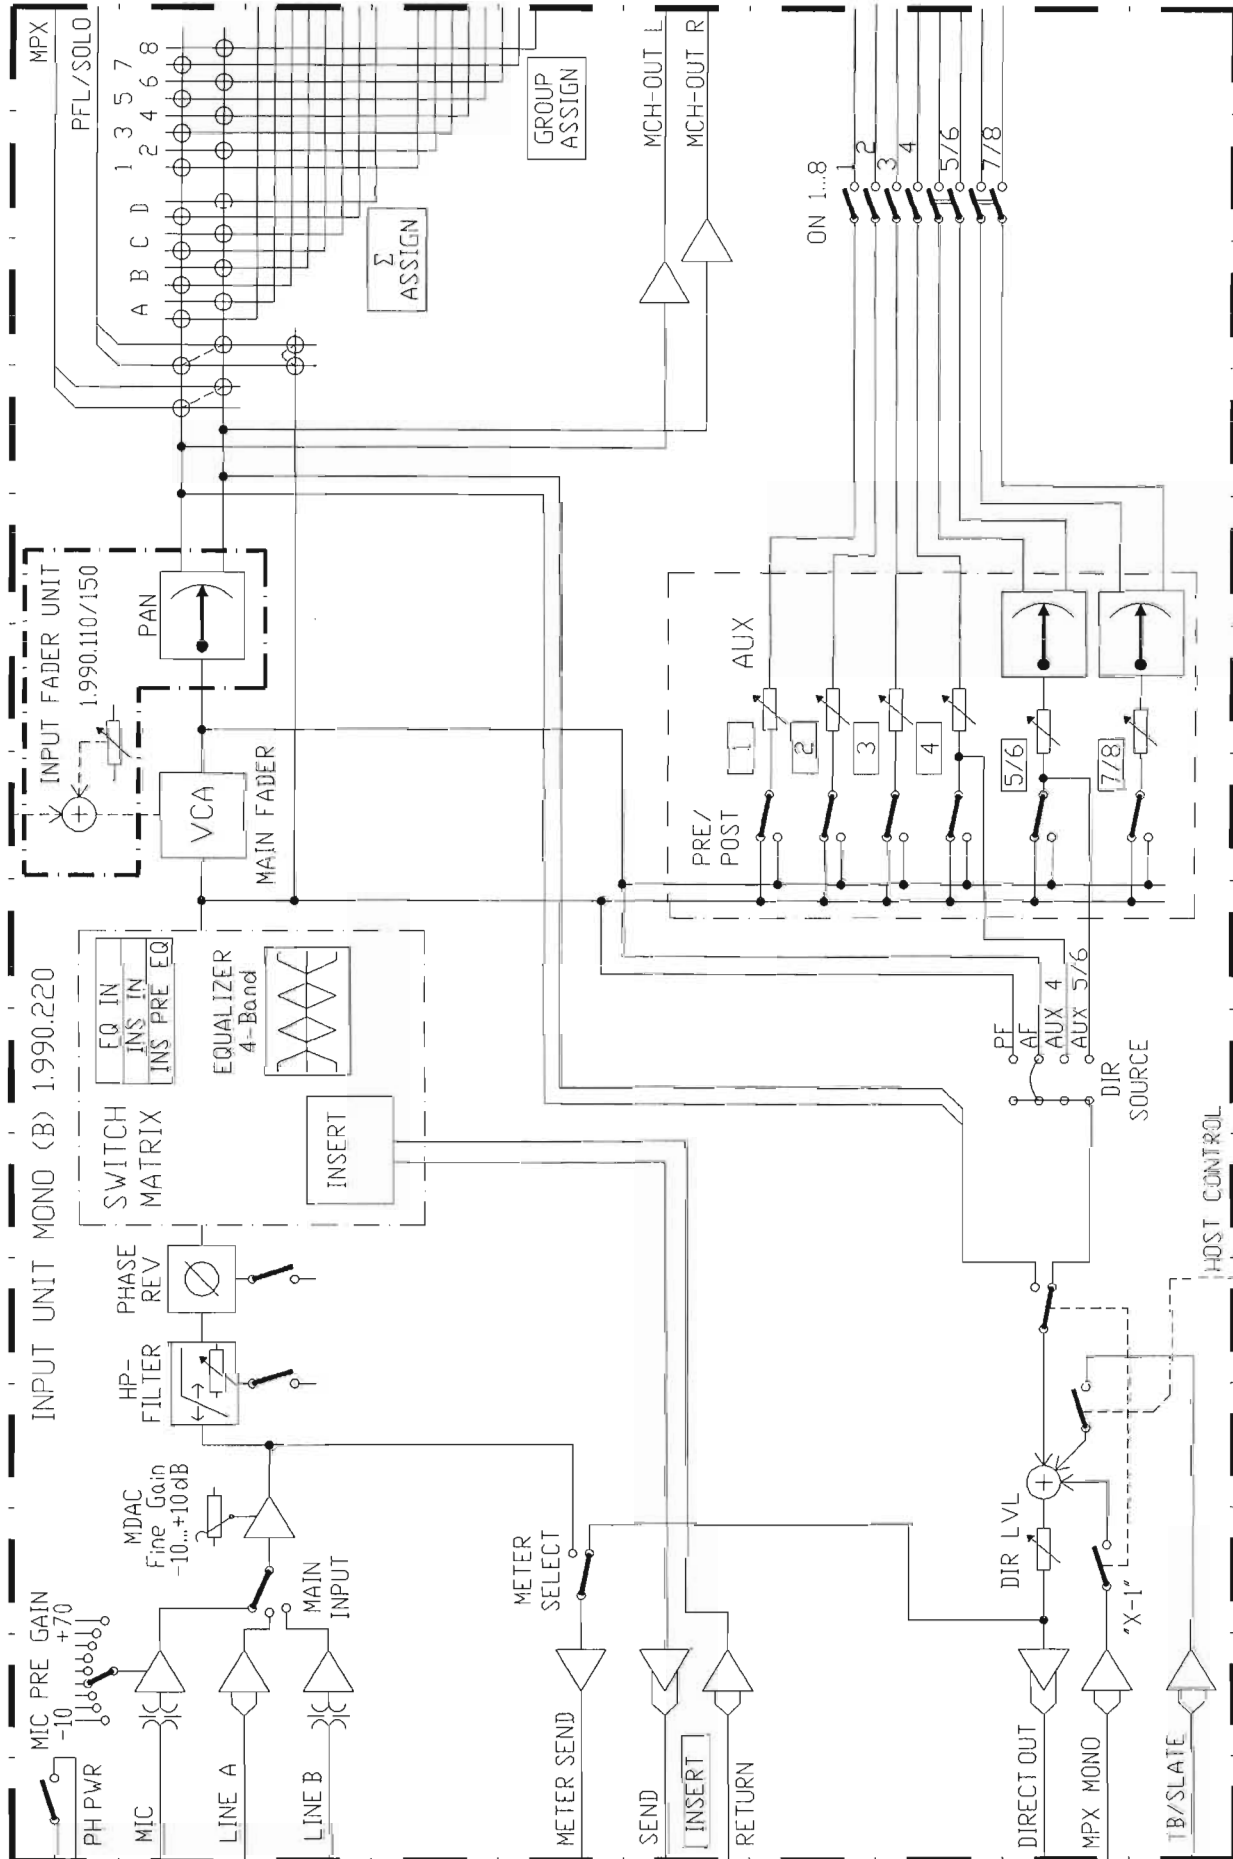 INPUT UNIT MONO (B) 1.990.220
PH PWR
MIC PRE GAIN
-10
+70
MIC
LINE A
LINE B
MAIN
INPUT
MDAC
Fine Gain
-10...+10dB
HP-
FILTER
PHASE
REV
Ø
SWITCH
MATRIX
EQ IN
INS IN
INS PRE EQ
EQUALIZER
4-Band
INSERT
INPUT FADER UNIT
1.990.110/150
VCA
MAIN FADER
PAN
MPX
PFL/SOLO
A B C D
1 2 3 4 5 6 7 8
Σ
ASSIGN
GROUP
ASSIGN
MCH-OUT L
MCH-OUT R
METER SEND
METER
SELECT
SEND
INSERT
RETURN
PRE/
POST
AUX
1
2
3
4
5/6
7/8
ON 1...8
1
2
3
4
5/6
7/8
PF
AF
AUX 4
AUX 5/6
DIR
SOURCE
DIR LVL
"X-1"
HOST CONTROL
DIRECT OUT
MPX MONO
TB/SLATE